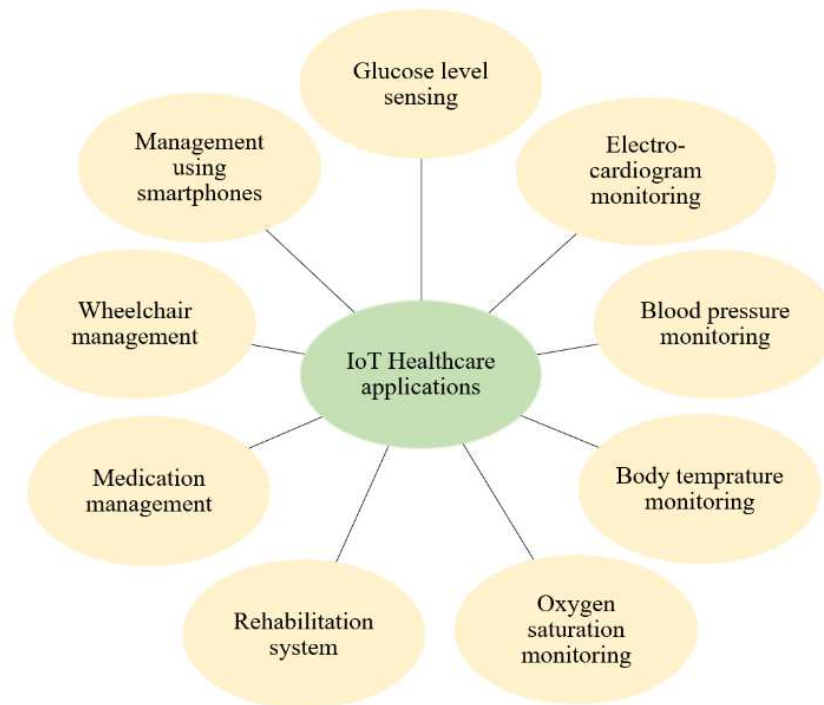 Glucose level
sensing
Electro-
cardiogram
monitoring
Blood pressure
monitoring
Body temprature
monitoring
Oxygen
saturation
monitoring
Rehabilitation
system
Medication
management
Wheelchair
management
Management
using
smartphones
IoT Healthcare
applications